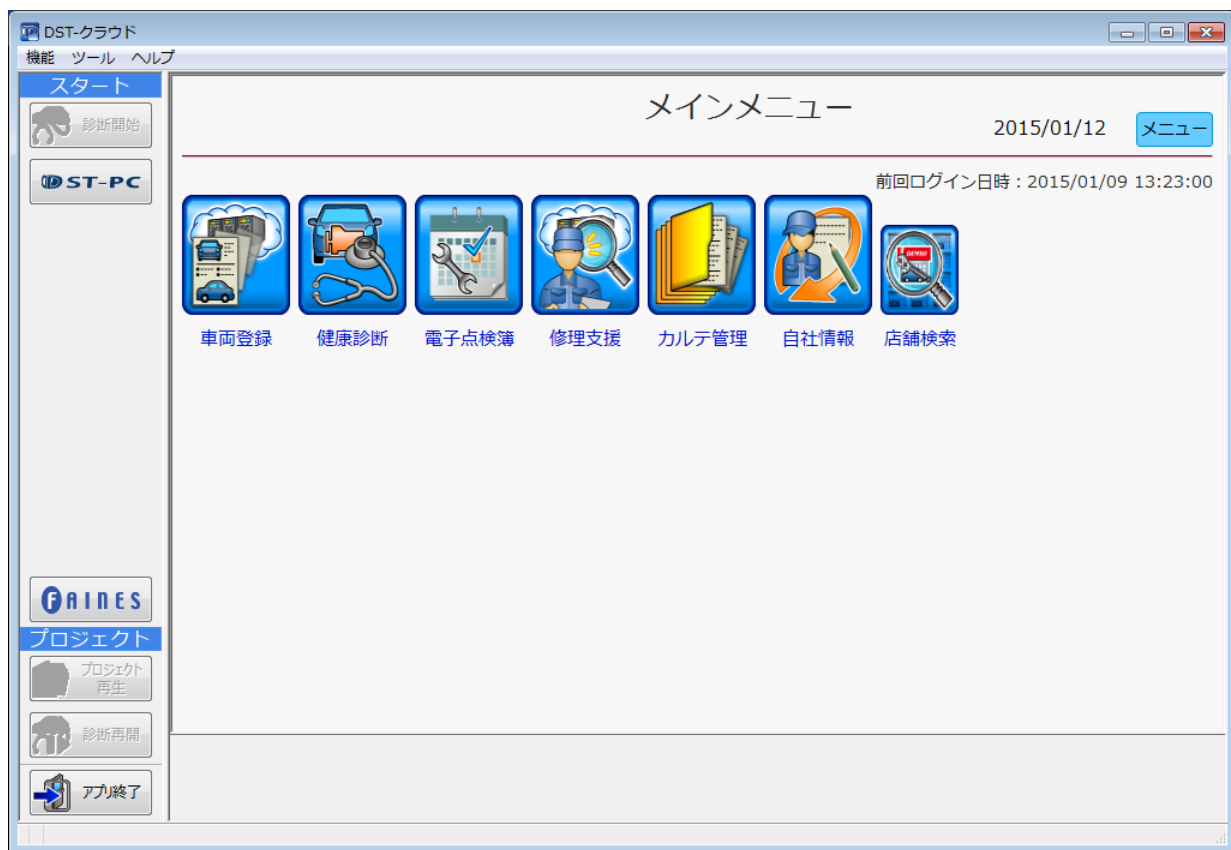 DST-クラウド
機能 ツール ヘルプ
スタート
診断開始
DST-PC
メインメニュー
2015/01/12 メニュー
前回ログイン日時：2015/01/09 13:23:00
DENSO
車両登録 健康診断 電子点検簿 修理支援 カルテ管理 自社情報 店舗検索
FAINES
プロジェクト
プロジェクト
再生
診断再開
アプリ終了